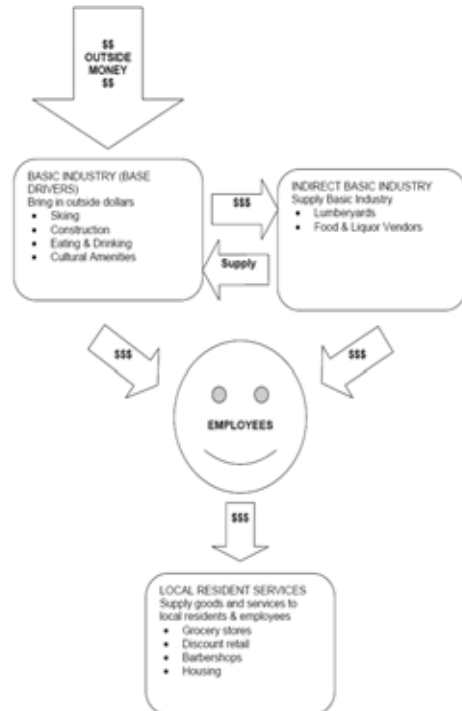 $$
OUTSIDE
MONEY
$$
BASIC INDUSTRY (BASE
DRIVERS)
Bring in outside dollars
• Skiing
• Construction
• Eating & Drinking
• Cultural Amenities
$$$
Supply
INDIRECT BASIC INDUSTRY
Supply Basic Industry
• Lumberyards
• Food & Liquor Vendors
$$$
$$$
EMPLOYEES
$$$
LOCAL RESIDENT SERVICES
Supply goods and services to
local residents & employees
• Grocery stores
• Discount retail
• Barbershops
• Housing